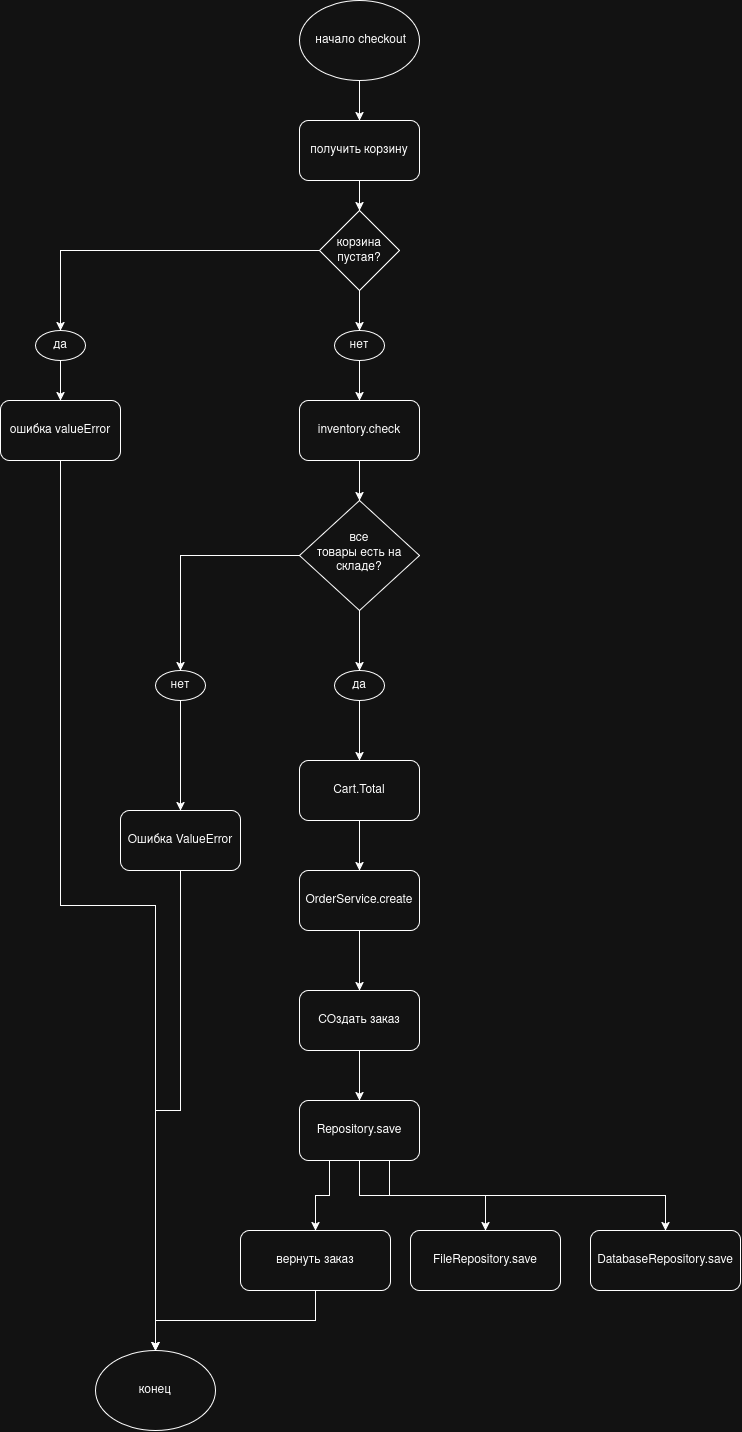 начало checkout
получить корзину
корзина
пустая?
да
нет
ошибка valueError
inventory.check
все
товары есть на
складе?
нет
да
Cart.Total
Ошибка ValueError
OrderService.create
СОздать заказ
Repository.save
вернуть заказ
FileRepository.save
DatabaseRepository.save
конец